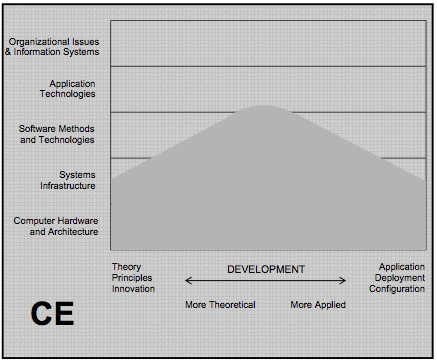 Organizational Issues
& Information Systems
Application
Technologies
Software Methods
and Technologies
Systems
Infrastructure
Computer Hardware
and Architecture
Theory
Principles
Innovation
DEVELOPMENT
Application
Deployment
Configuration
More Theoretical
More Applied
CE